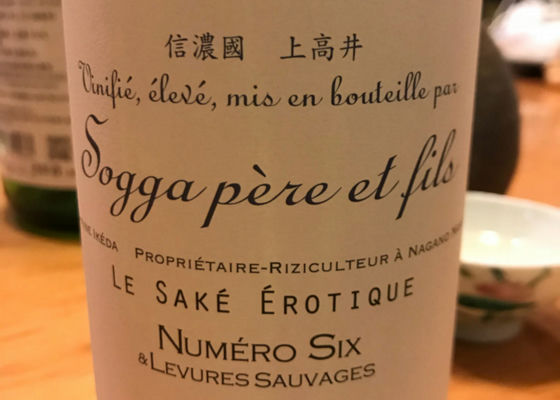 信濃國 上高井
Vinifié, élevé, mis en bouteille par
Sogga père et fils
Ikéda Propriétaire-Riziculteur à Nagano
Le Saké Érotique
Numéro Six
& Levures Sauvages